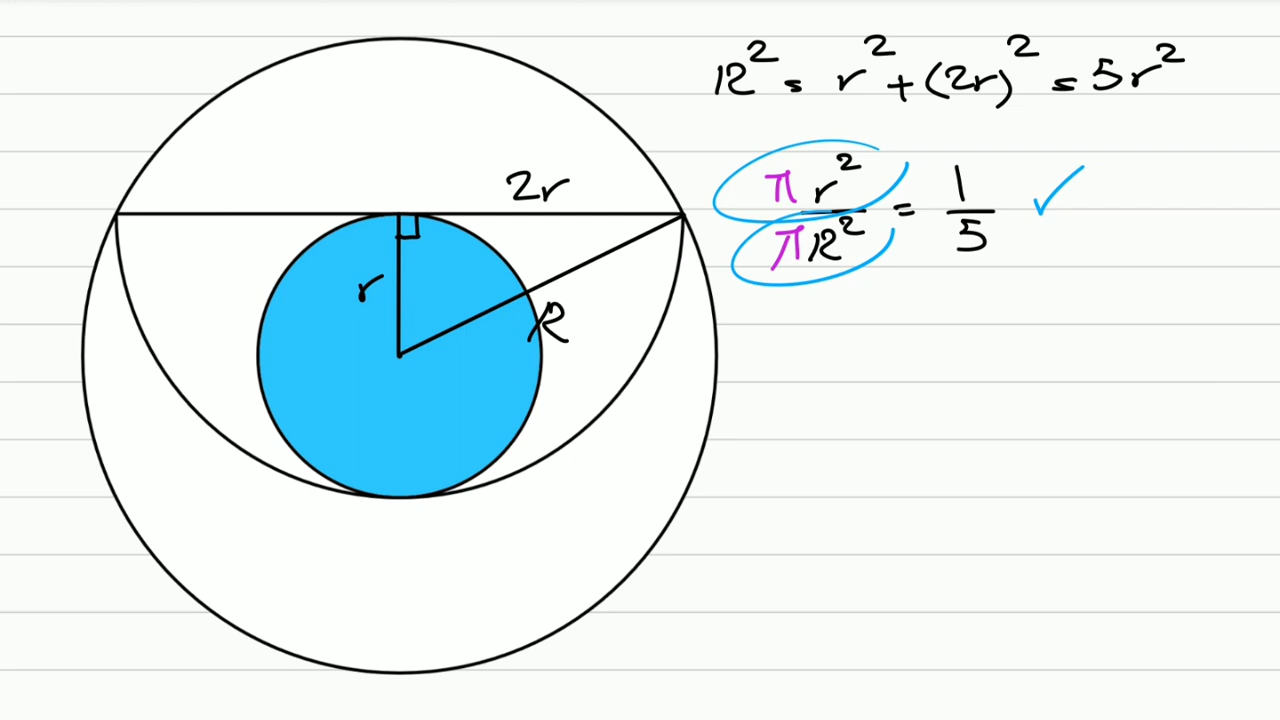 R² = r² + (2r)² = 5r²
πr²/πR² = 1/5 ✓
2r
r
R